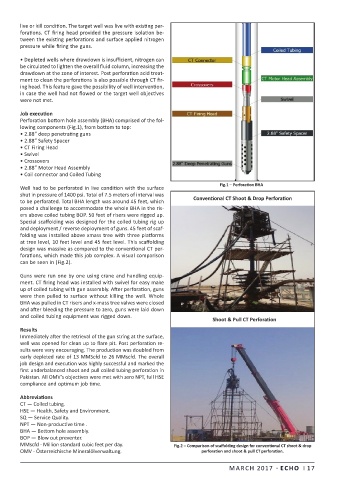 live or kill condition. The target well was live with existing per-
forations. CT firing head provided the pressure isolation be-
tween the existing perforations and surface applied nitrogen
pressure while firing the guns.
• Depleted wells where drawdown is insufficient, nitrogen can
be circulated to lighten the overall fluid column, increasing the
drawdown at the zone of interest. Post perforation acid treat-
ment to clean the perforations is also possible through CT fir-
ing head. This feature gave the possibility of well intervention,
in case the well had not flowed or the target well objectives
were not met.
Job execution
Perforation bottom hole assembly (BHA) comprised of the fol-
lowing components (Fig.1), from bottom to top:
• 2.88" deep penetrating guns
• 2.88" Safety Spacer
• CT Firing Head
• Swivel
• Crossovers
• 2.88" Motor Head Assembly
• Coil connector and Coiled Tubing
Well had to be perforated in live condition with the surface
shut in pressure of 1400 psi. Total of 7.5 meters of interval was
to be perforated. Total BHA length was around 45 feet, which
posed a challenge to accommodate the whole BHA in the ris-
ers above coiled tubing BOP. 50 feet of risers were rigged up.
Special scaffolding was designed for the coiled tubing rig up
and deployment / reverse deployment of guns. 45 feet of scaf-
folding was installed above xmass tree with three platforms
at tree level, 10 feet level and 45 feet level. This scaffolding
design was massive as compared to the conventional CT per-
forations, which made this job complex. A visual comparison
can be seen in (Fig.2).
Guns were run one by one using crane and handling equip-
ment. CT firing head was installed with swivel for easy make
up of coiled tubing with gun assembly. After perforation, guns
were then pulled to surface without killing the well. Whole
BHA was pulled in CT risers and x-mass tree valves were closed
and after bleeding the pressure to zero, guns were laid down
and coiled tubing equipment was rigged down.
Results
Immediately after the retrieval of the gun string at the surface,
well was opened for clean up to flare pit. Post perforation re-
sults were very encouraging. The production was doubled from
early depleted rate of 13 MMScfd to 26 MMscfd. The overall
job design and execution was highly successful and marked the
first underbalanced shoot and pull coiled tubing perforation in
Pakistan. All OMV's objectives were met with zero NPT, full HSE
compliance and optimum job time.
Abbreviations
CT — Coiled tubing.
HSE — Health, Safety and Environment.
SQ — Service Quality.
NPT — Non-productive time.
BHA — Bottom hole assembly.
BOP — Blow out preventer.
MMscfd - Million standard cubic feet per day.
OMV - Österreichische Mineralölverwaltung.
Coiled Tubing
CT Connector
CT Motor Head Assembly
Crossovers
Swivel
CT Firing Head
2.88" Safety Spacer
2.88" Deep Penetrating Guns
Fig.1 – Perforation BHA
Conventional CT Shoot & Drop Perforation
Shoot & Pull CT Perforation
Fig.2 – Comparison of scaffolding design for conventional CT shoot & drop
perforation and shoot & pull CT perforation.
MARCH 2017 - ECHO | 17